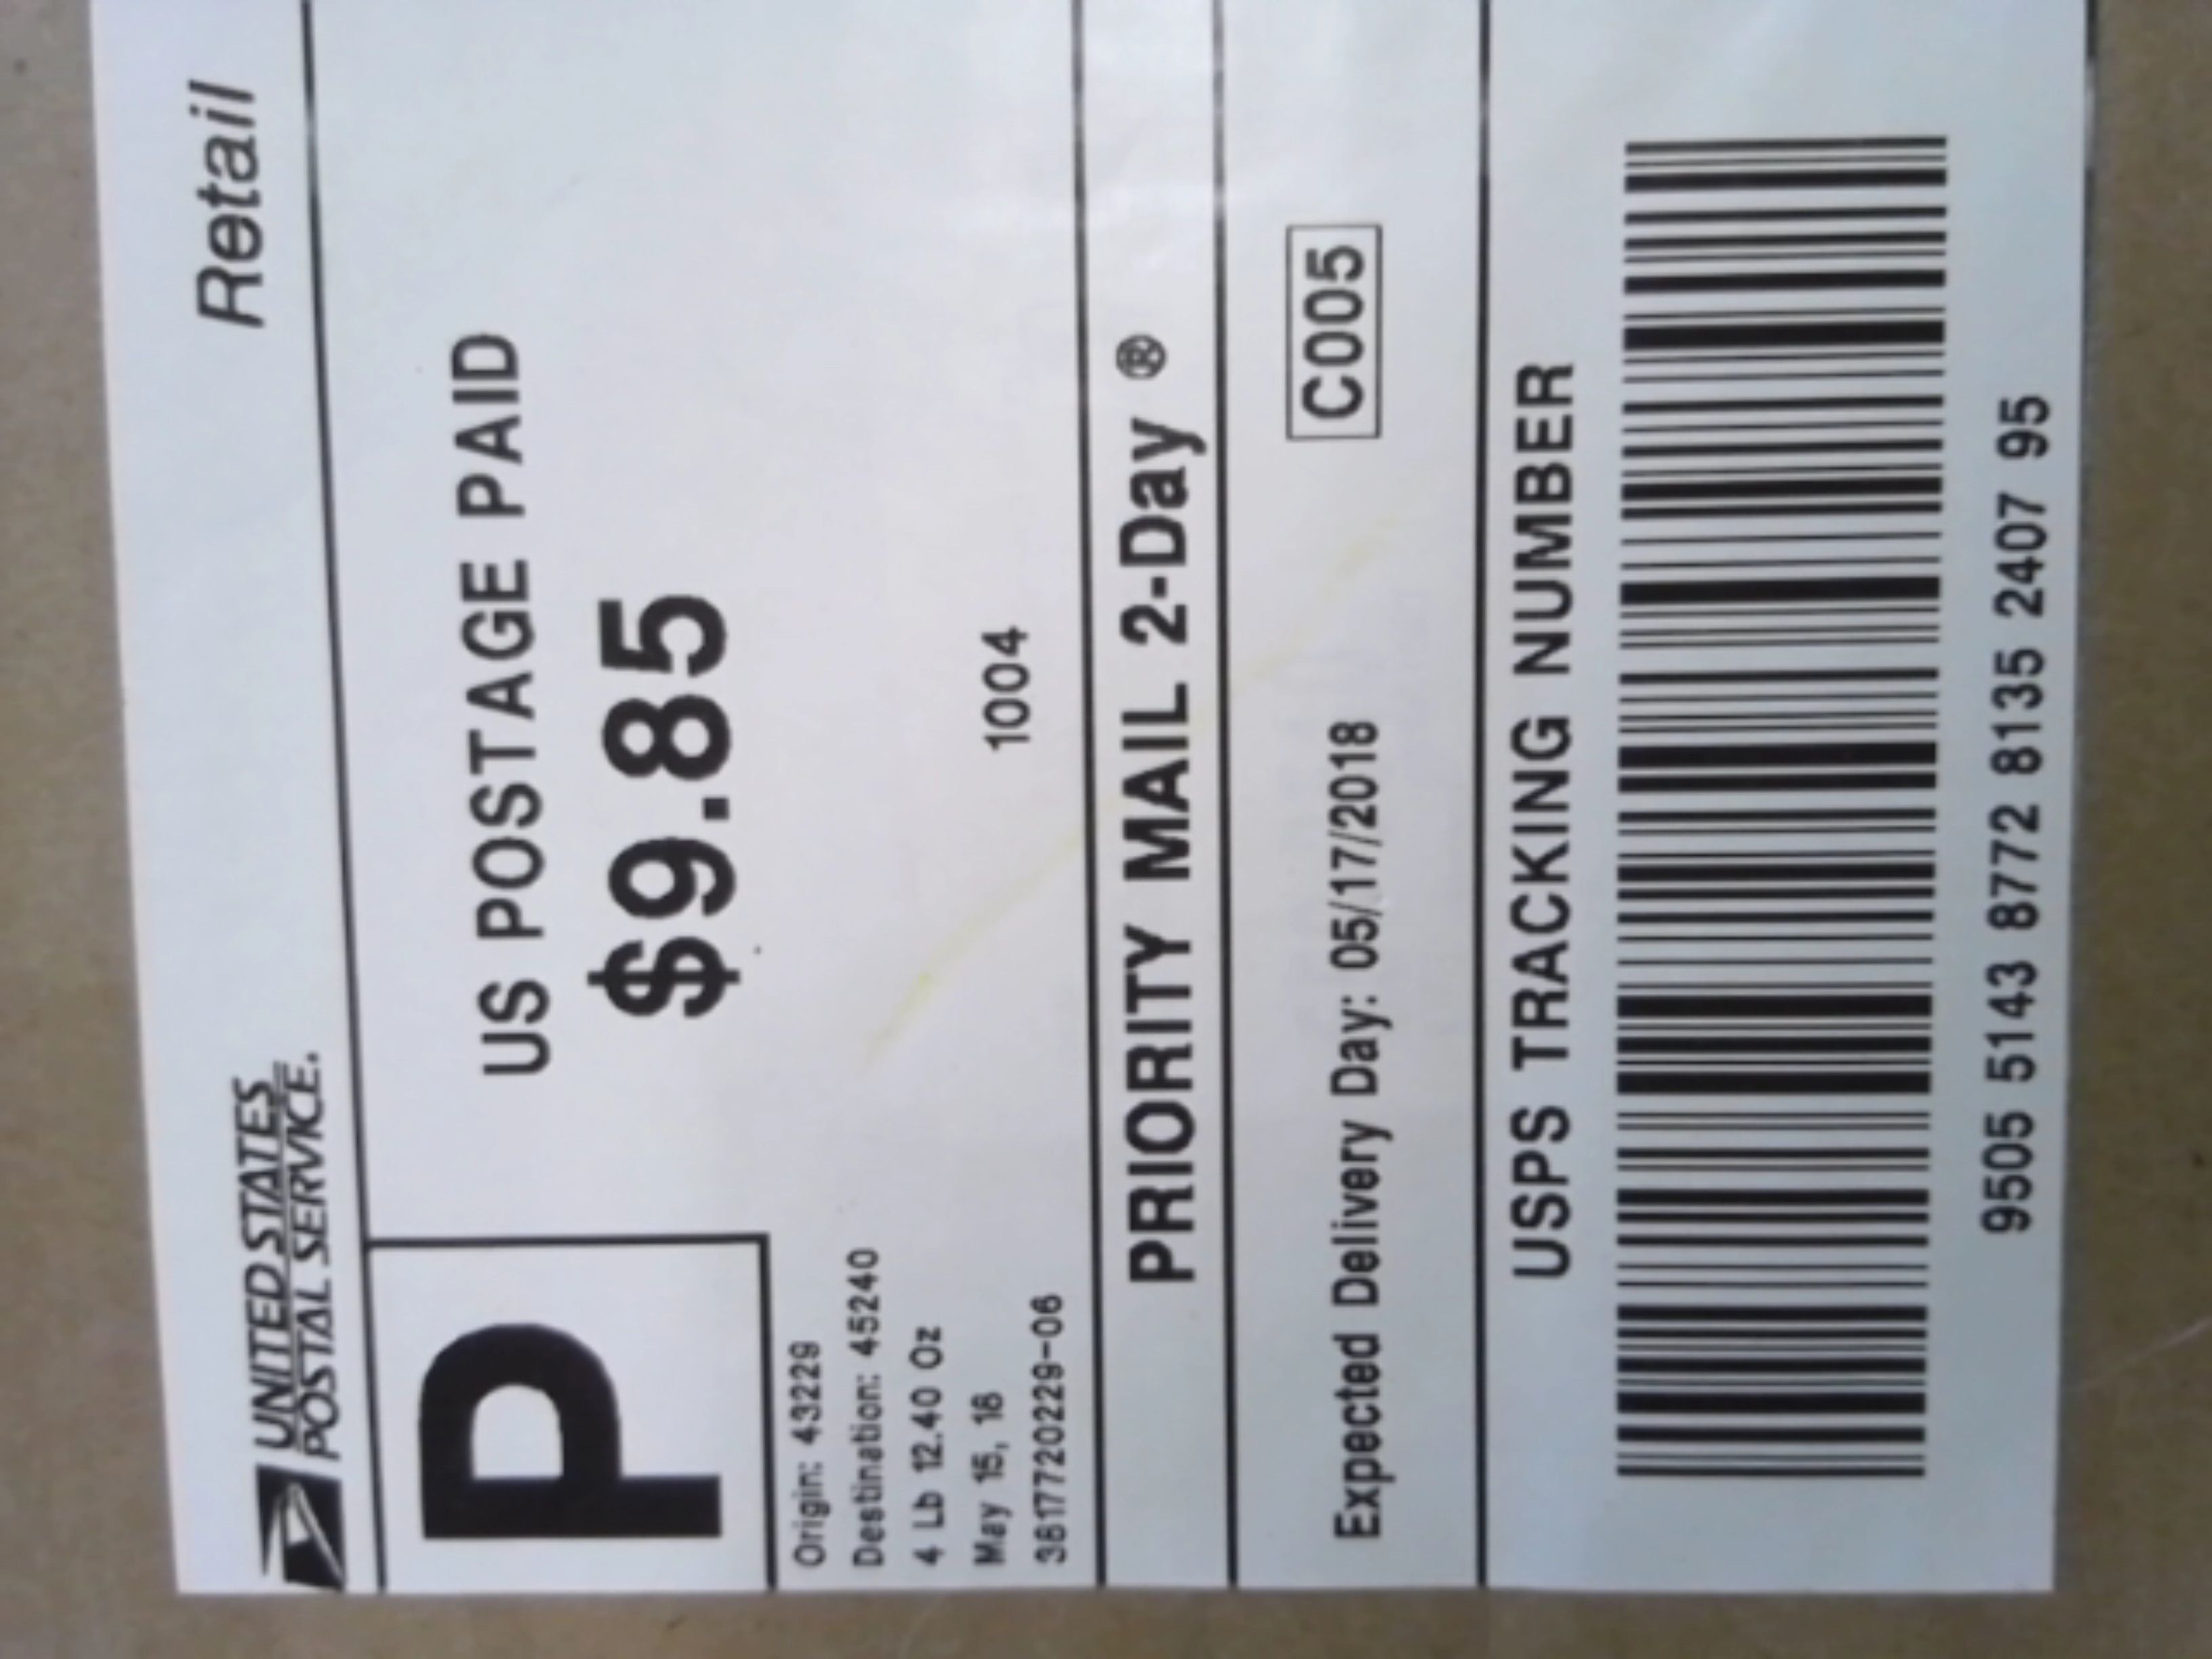 UNITED STATES
POSTAL SERVICE.
Retail
P
US POSTAGE PAID
$9.85
Origin: 43229
Destination: 45240
4 Lb 12.40 Oz
May 15, 18
3817720229-06
1004
PRIORITY MAIL 2-Day ®
Expected Delivery Day: 05/17/2018
C005
USPS TRACKING NUMBER
9505 5143 8772 8135 2407 95